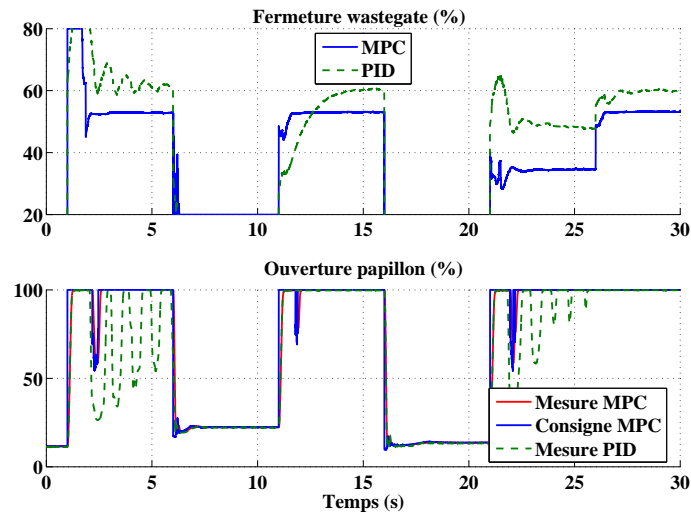 Fermeture wastegate (%)
80
60
40
20
MPC
PID
0 5 10 15 20 25 30
Ouverture papillon (%)
100
50
0
Mesure MPC
Consigne MPC
Mesure PID
0 5 10 15 20 25 30
Temps (s)